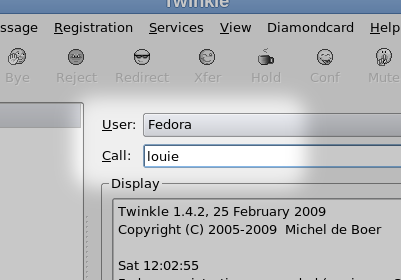 Twinkle
ssage Registration Services View Diamondcard Help
Bye Reject Redirect Xfer Hold Conf Mute
User: Fedora
Call: louie
Display
Twinkle 1.4.2, 25 February 2009
Copyright (C) 2005-2009 Michel de Boer
Sat 12:02:55